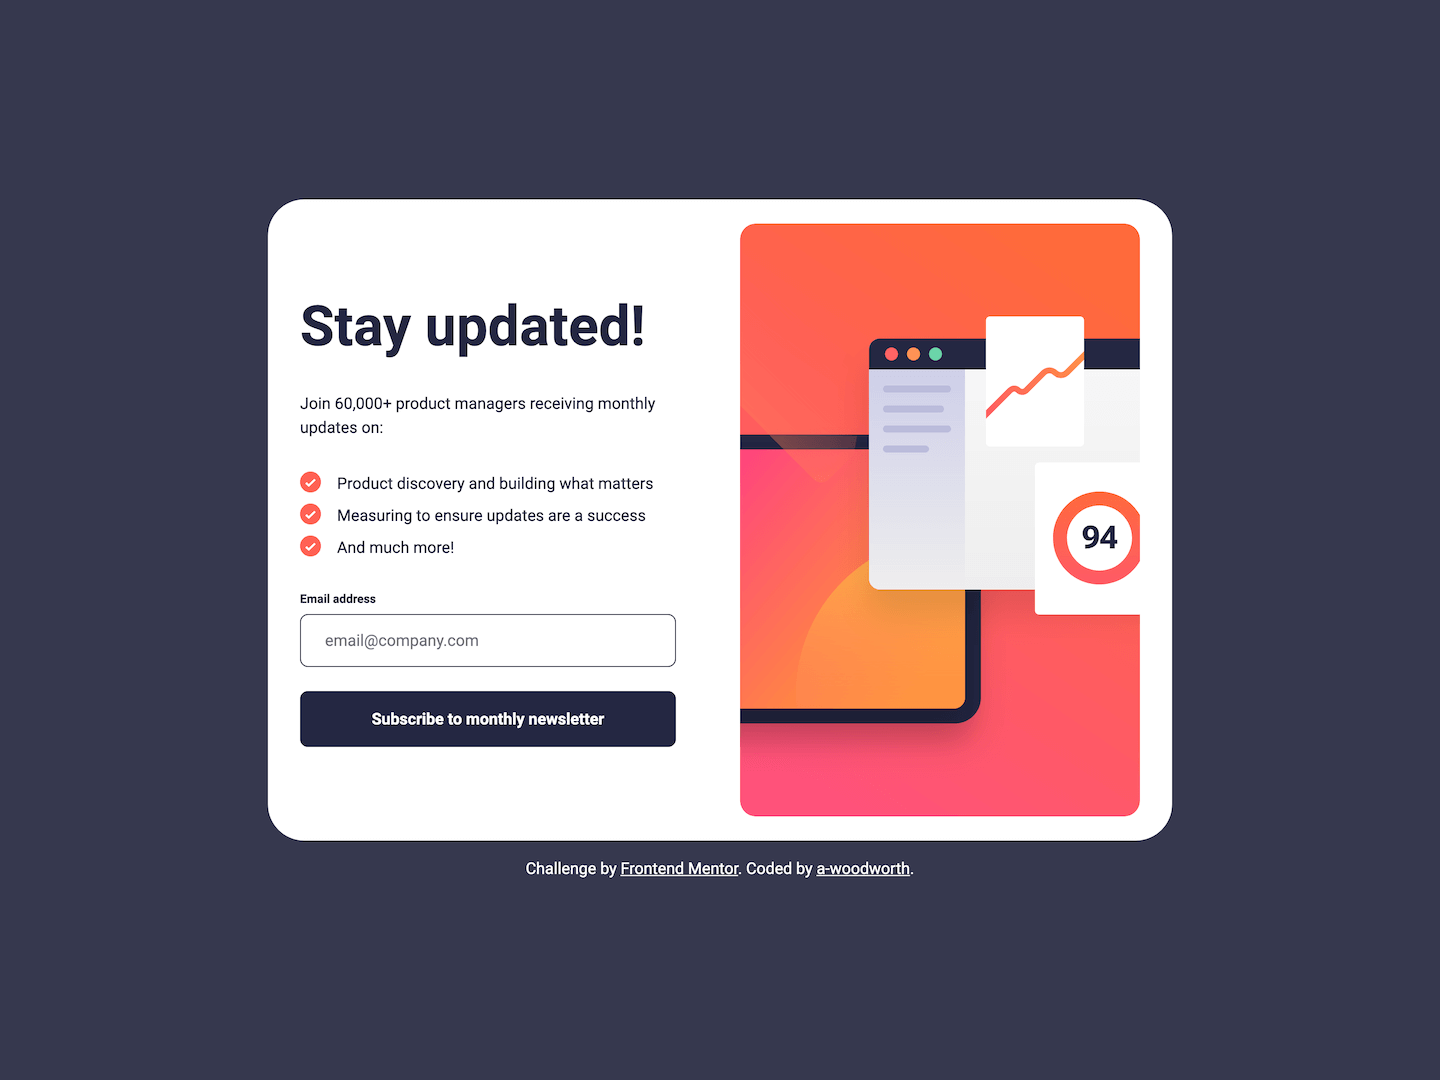 Stay updated!
Join 60,000+ product managers receiving monthly
updates on:
Product discovery and building what matters
Measuring to ensure updates are a success
And much more!
Email address
email@company.com
Subscribe to monthly newsletter
94
Challenge by Frontend Mentor. Coded by a-woodworth.